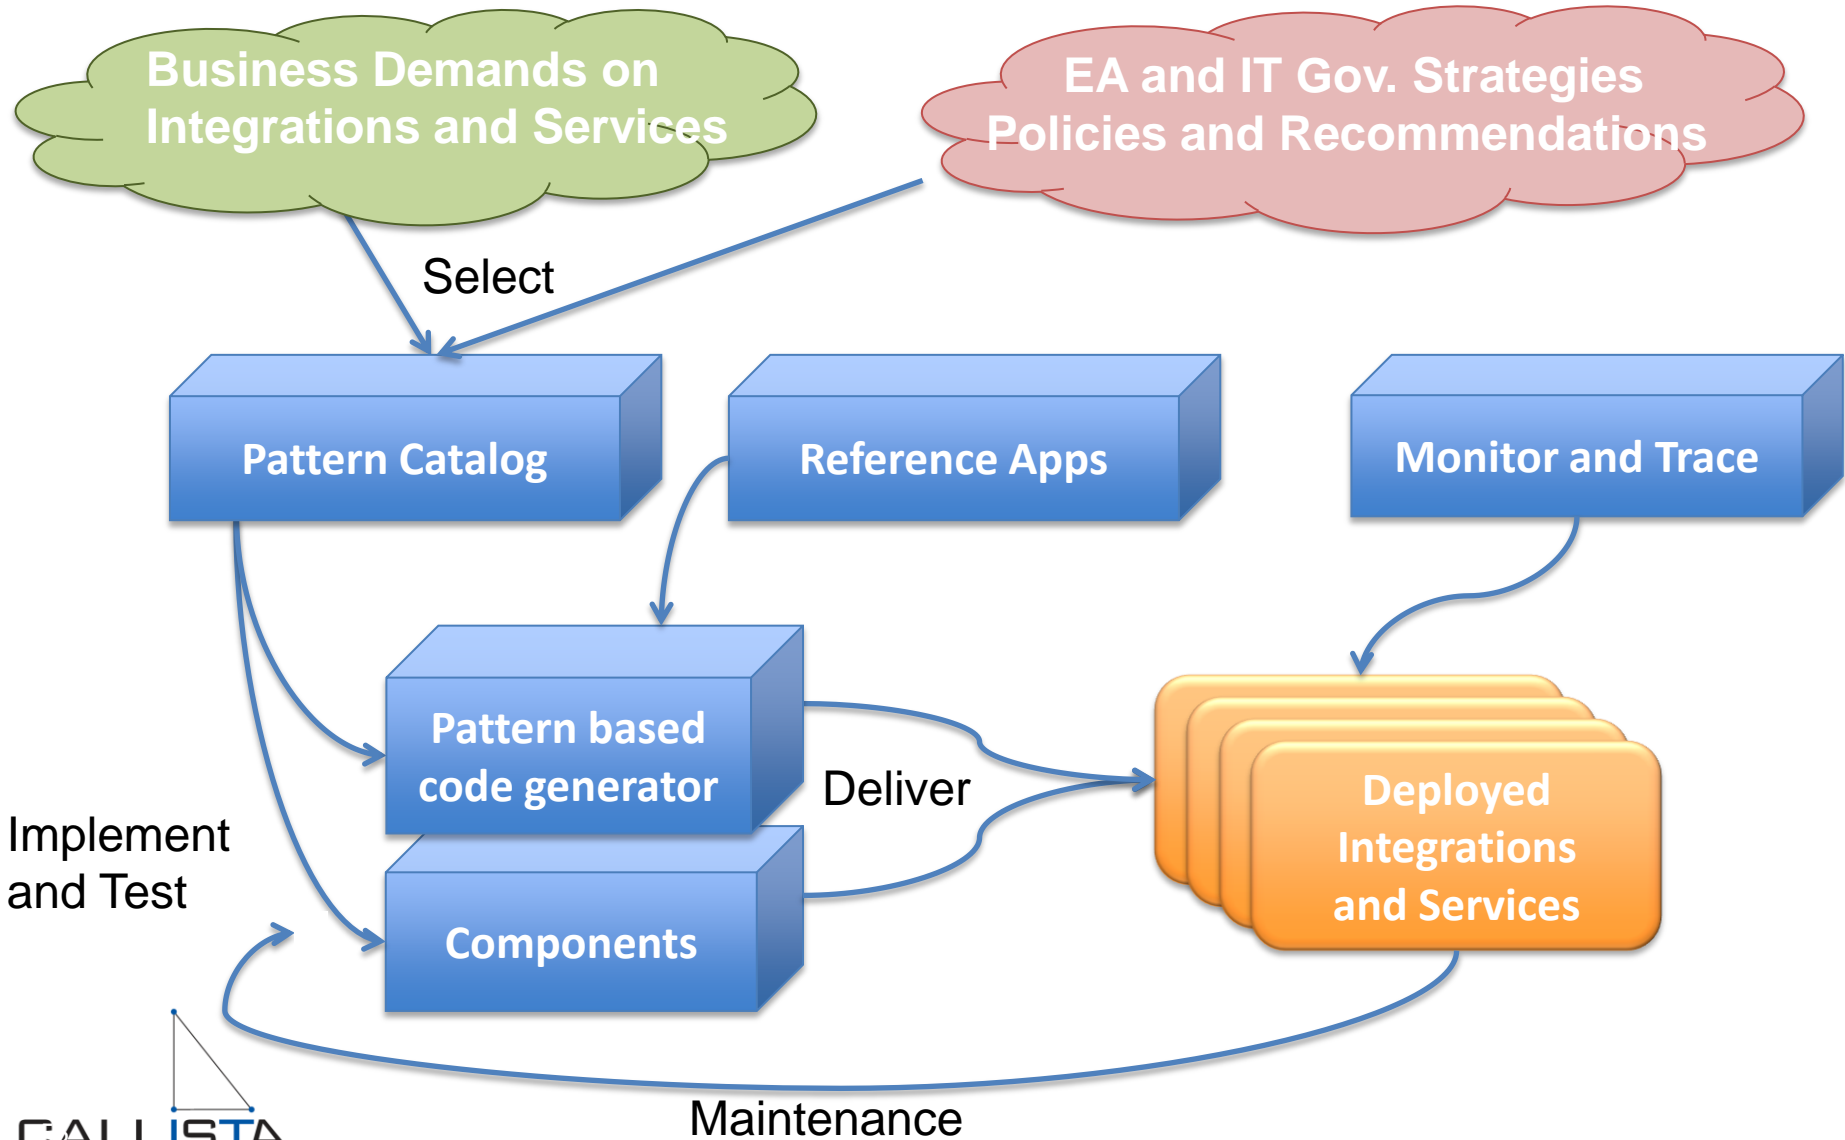 Business Demands on
Integrations and Services
EA and IT Gov. Strategies
Policies and Recommendations
Select
Pattern Catalog
Reference Apps
Monitor and Trace
Pattern based
code generator
Deliver
Deployed
Integrations
and Services
Implement
and Test
Components
Maintenance
CALLISTA